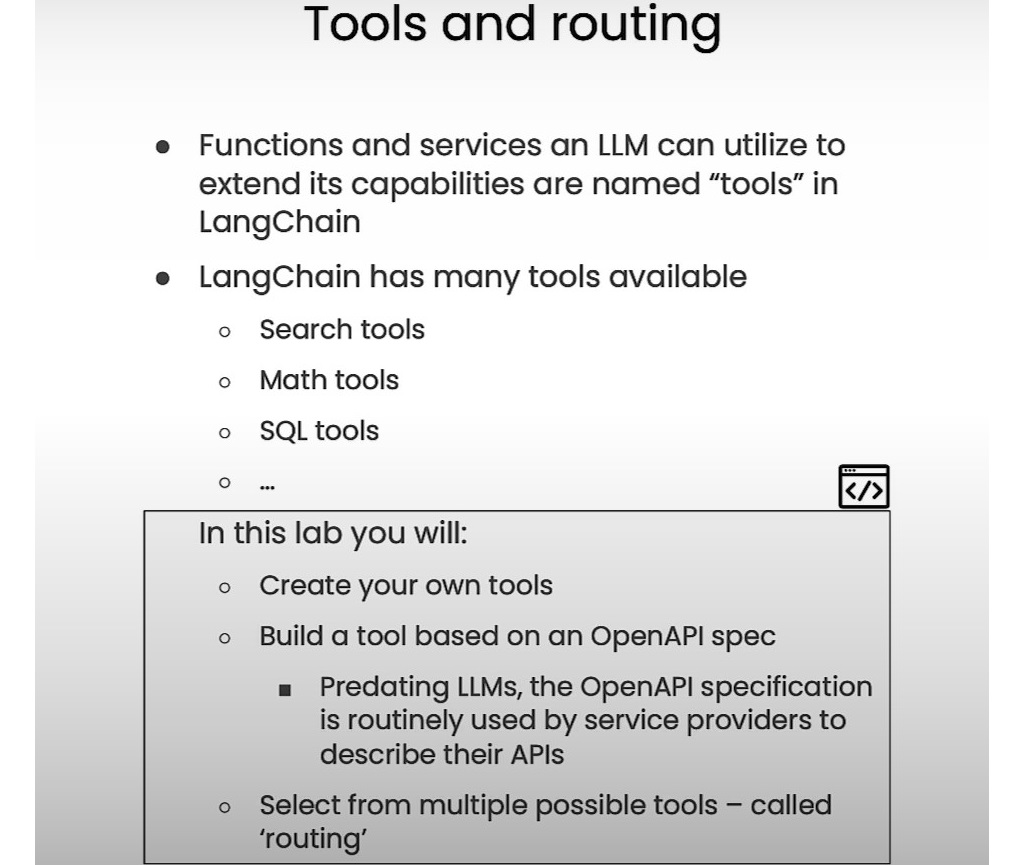 Tools and routing
● Functions and services an LLM can utilize to
extend its capabilities are named “tools” in
LangChain
● LangChain has many tools available
○ Search tools
○ Math tools
○ SQL tools
○ ...
</>
In this lab you will:
○ Create your own tools
○ Build a tool based on an OpenAPI spec
■ Predating LLMs, the OpenAPI specification
is routinely used by service providers to
describe their APIs
○ Select from multiple possible tools – called
‘routing’